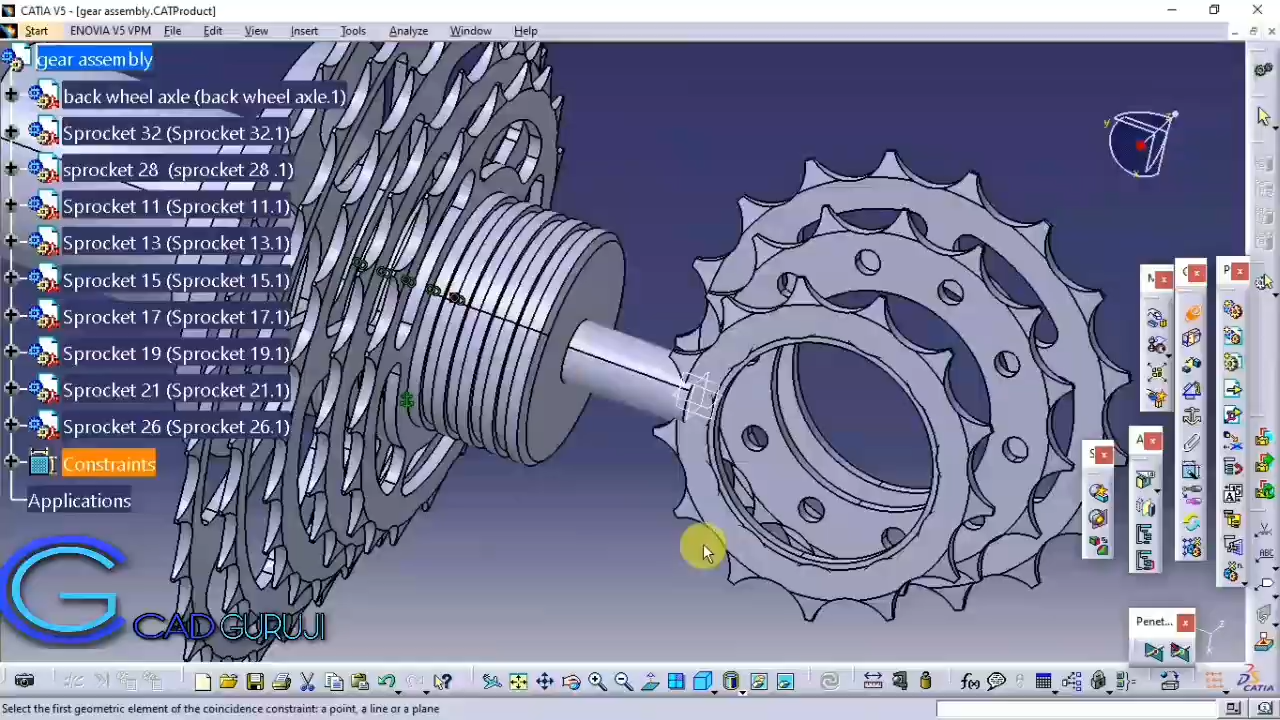 CATIA V5 - [gear assembly.CATProduct]
Start ENOVIA V5 VPM File Edit View Insert Tools Analyze Window Help
gear assembly
back wheel axle (back wheel axle.1)
Sprocket 32 (Sprocket 32.1)
sprocket 28 (sprocket 28 .1)
Sprocket 11 (Sprocket 11.1)
Sprocket 13 (Sprocket 13.1)
Sprocket 15 (Sprocket 15.1)
Sprocket 17 (Sprocket 17.1)
Sprocket 19 (Sprocket 19.1)
Sprocket 21 (Sprocket 21.1)
Sprocket 26 (Sprocket 26.1)
Constraints
Applications
M
P
S
A
Penet...
CAD GURUJI
CATIA
Select the first geometric element of the coincidence constraint: a point, a line or a plane